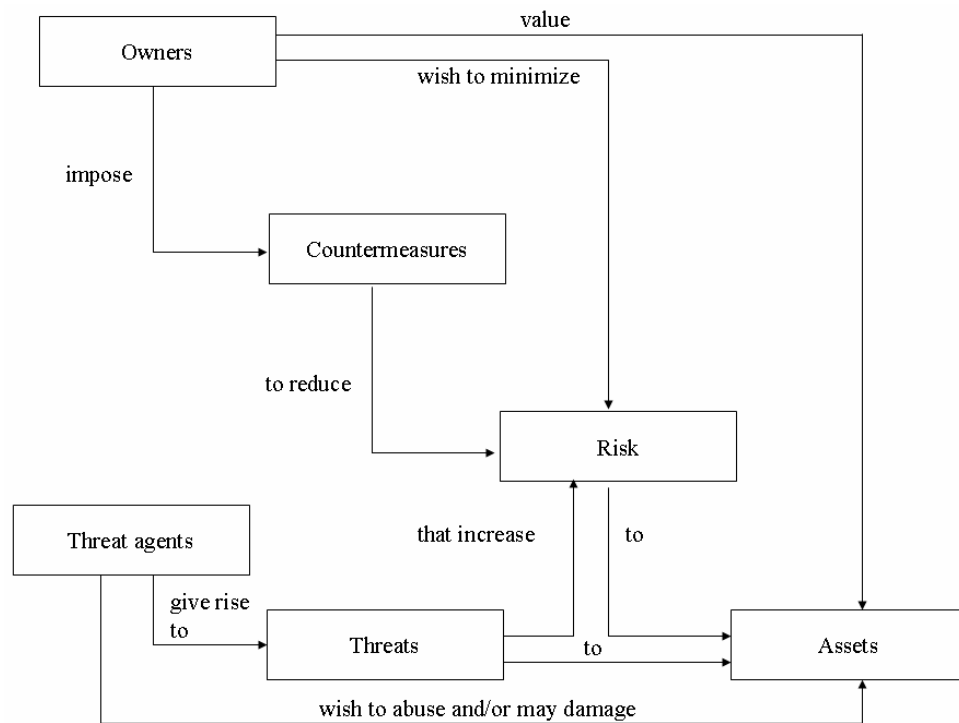 value
Owners
wish to minimize
impose
Countermeasures
to reduce
Risk
that increase
to
Threat agents
give rise
to
Threats
to
Assets
wish to abuse and/or may damage